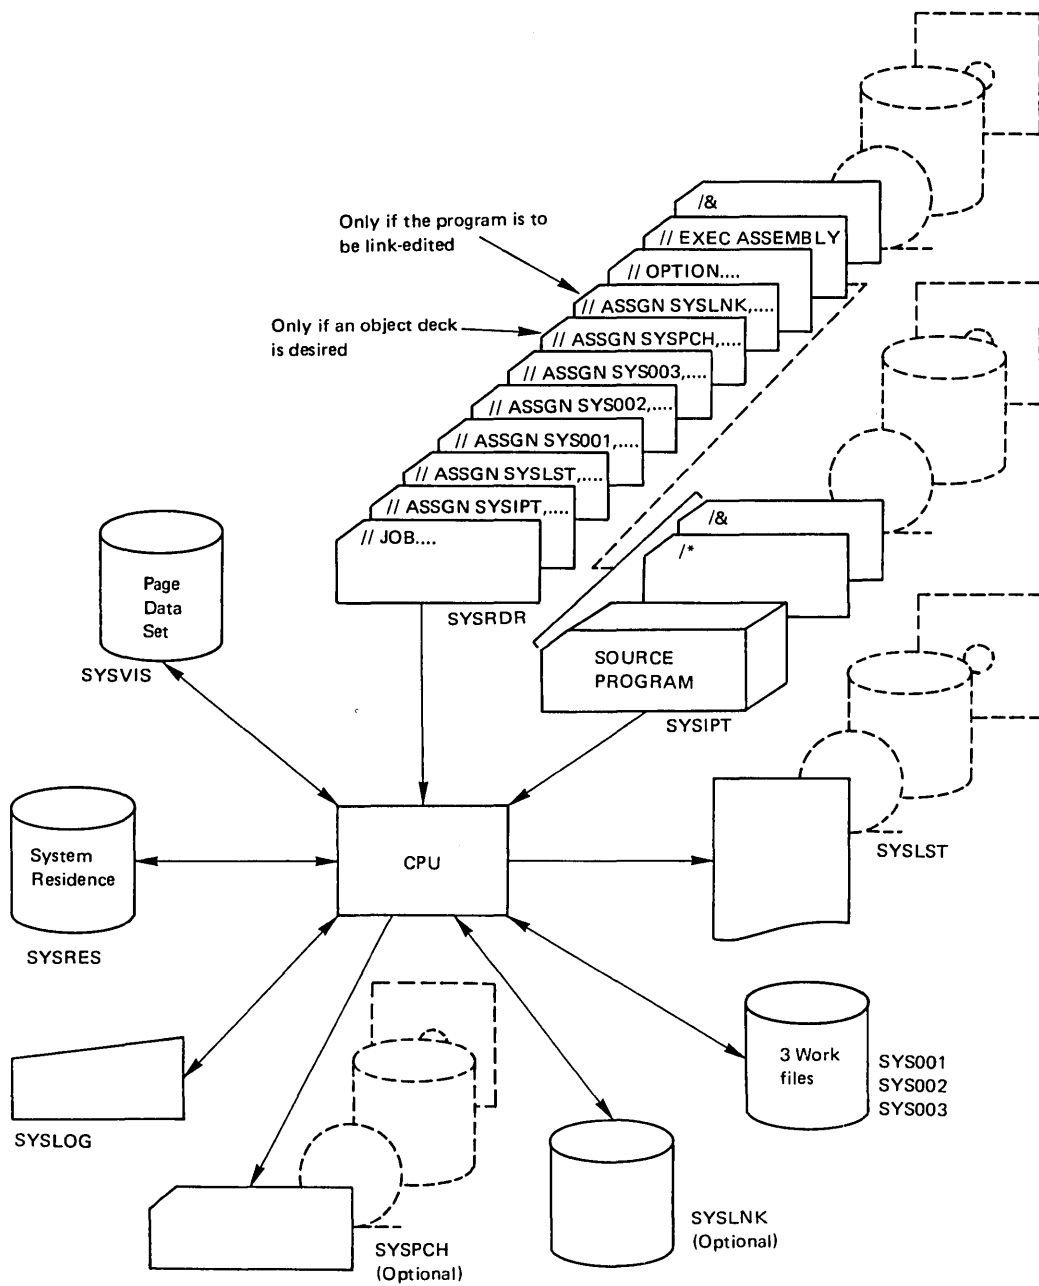 /&
// EXEC ASSEMBLY
// OPTION....
Only if the program is to
be link-edited
// ASSGN SYSLNK,....
Only if an object deck
is desired
// ASSGN SYSPCH,....
// ASSGN SYS003,....
// ASSGN SYS002,....
// ASSGN SYS001,....
// ASSGN SYSLST,....
// ASSGN SYSIPT,....
// JOB....
SYSRDR
/&
/*
SOURCE
PROGRAM
SYSIPT
Page
Data
Set
SYSVIS
System
Residence
SYSRES
CPU
SYSLST
3 Work
files
SYS001
SYS002
SYS003
SYSLOG
SYSPCH
(Optional)
SYSLNK
(Optional)